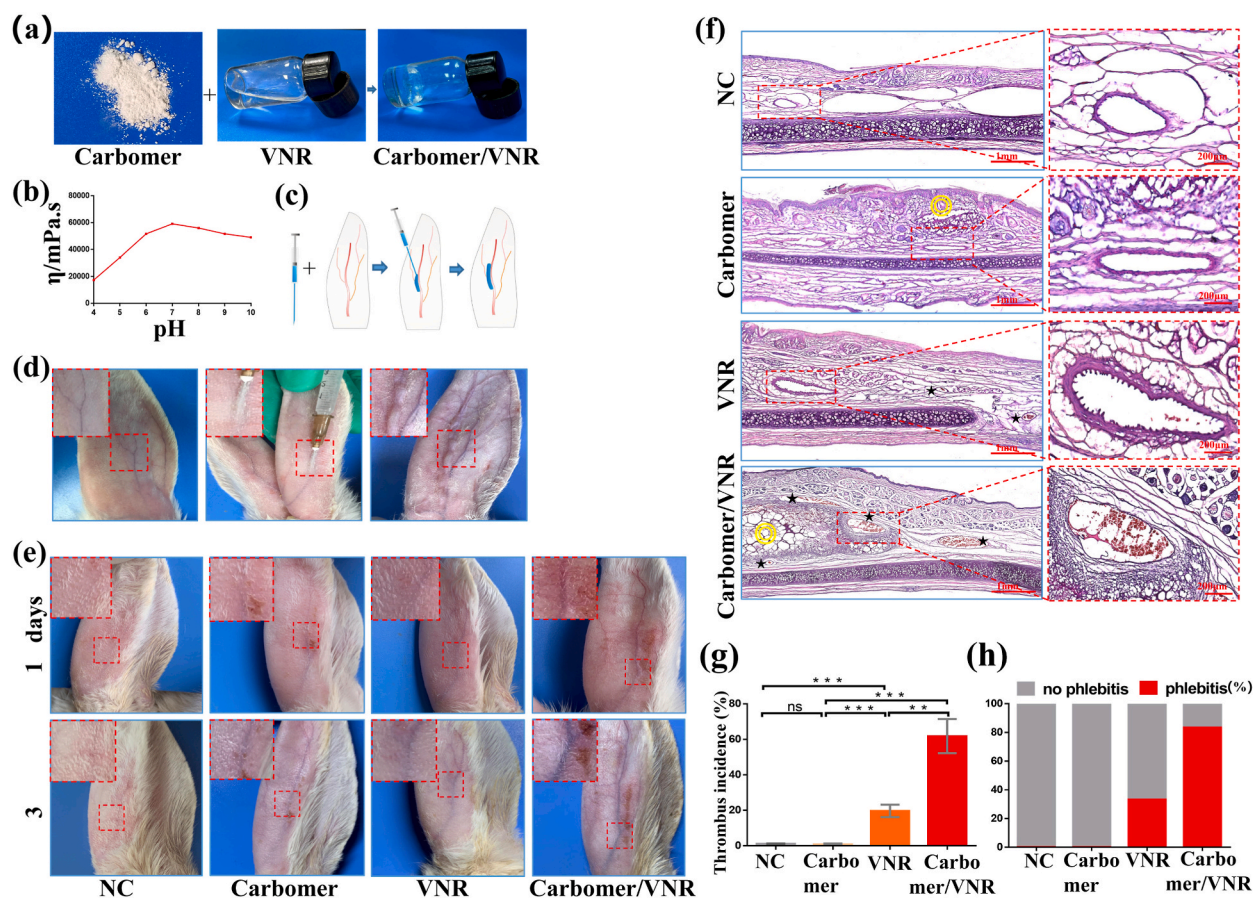 (a)
+
Carbomer
VNR
Carbomer/VNR
(b)
η/mPa.s
80000
60000
40000
20000
0
4 5 6 7 8 9 10
pH
(c)
+
(d)
(e)
1 days
3
NC
Carbomer
VNR
Carbomer/VNR
(f)
NC
1mm
200μm
Carbomer
1mm
200μm
VNR
1mm
200μm
Carbomer/VNR
1mm
200μm
(g)
Thrombus incidence (%)
80
60
40
20
0
***
***
ns
***
**
NC
Carbo
mer
VNR
Carbo
mer/VNR
(h)
no phlebitis
phlebitis(%)
100
80
60
40
20
0
NC
Carbo
mer
VNR
Carbo
mer/VNR